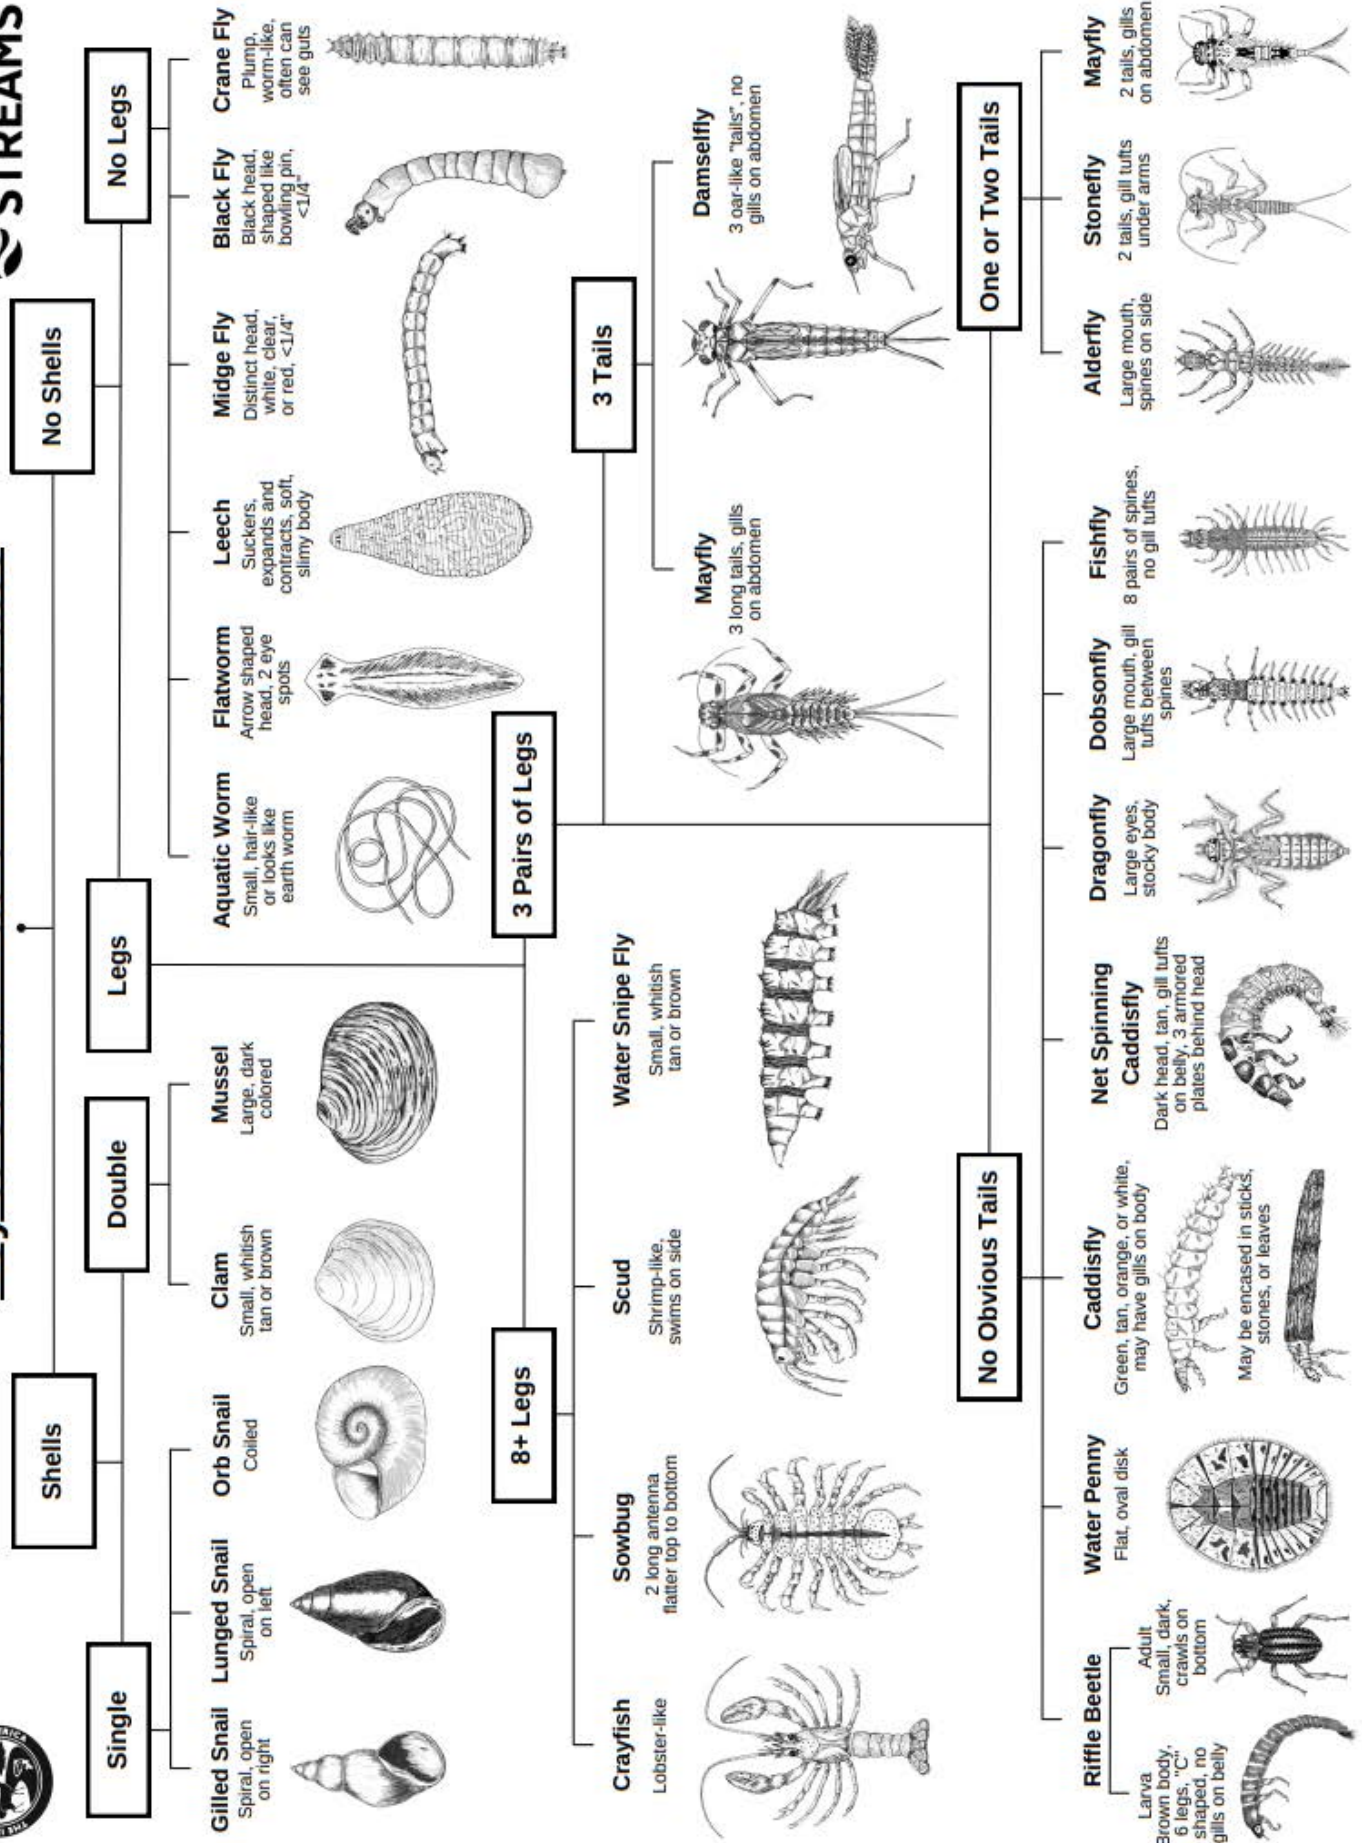 STREAMS
Shells
No Shells
Single
Double
Legs
No Legs
Gilled Snail
Spiral, open
on right
Lunged Snail
Spiral, open
on left
Orb Snail
Coiled
Clam
Small, whitish
tan or brown
Mussel
Large, dark
colored
Aquatic Worm
Small, hair-like
or looks like
earth worm
Flatworm
Arrow shaped
head, 2 eye
spots
Leech
Suckers,
expands and
contracts, soft,
slimy body
Midge Fly
Distinct head,
white, clear,
or red, <1/4"
Black Fly
Black head,
shaped like
bowling pin,
<1/4"
Crane Fly
Plump,
worm-like,
often can
see guts
8+ Legs
3 Pairs of Legs
Crayfish
Lobster-like
Sowbug
2 long antenna
flatter top to bottom
Scud
Shrimp-like,
swims on side
Water Snipe Fly
Small, whitish
tan or brown
3 Tails
Mayfly
3 long tails, gills
on abdomen
Damselfly
3 oar-like "tails", no
gills on abdomen
No Obvious Tails
One or Two Tails
Riffle Beetle
Larva
Brown body,
6 legs, "C"
shaped, no
gills on belly
Adult
Small, dark,
crawls on
bottom
Water Penny
Flat, oval disk
Caddisfly
Green, tan, orange, or white,
may have gills on body
May be encased in sticks,
stones, or leaves
Net Spinning
Caddisfly
Dark head, tan, gill tufts
on belly, 3 armored
plates behind head
Dragonfly
Large eyes,
stocky body
Dobsonfly
Large mouth, gill
tufts between
spines
Fishfly
8 pairs of spines,
no gill tufts
Alderfly
Large mouth,
spines on side
Stonefly
2 tails, gill tufts
under arms
Mayfly
2 tails, gills
on abdomen